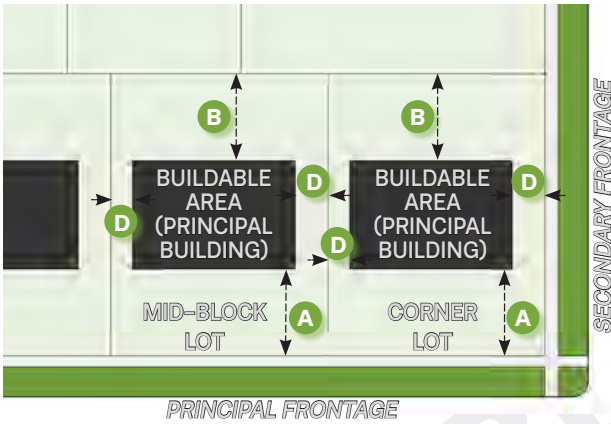 B
B
BUILDABLE
AREA
(PRINCIPAL
BUILDING)
D
D
BUILDABLE
AREA
(PRINCIPAL
BUILDING)
D
D
MID-BLOCK
LOT
A
CORNER
LOT
A
PRINCIPAL FRONTAGE
SECONDARY FRONTAGE